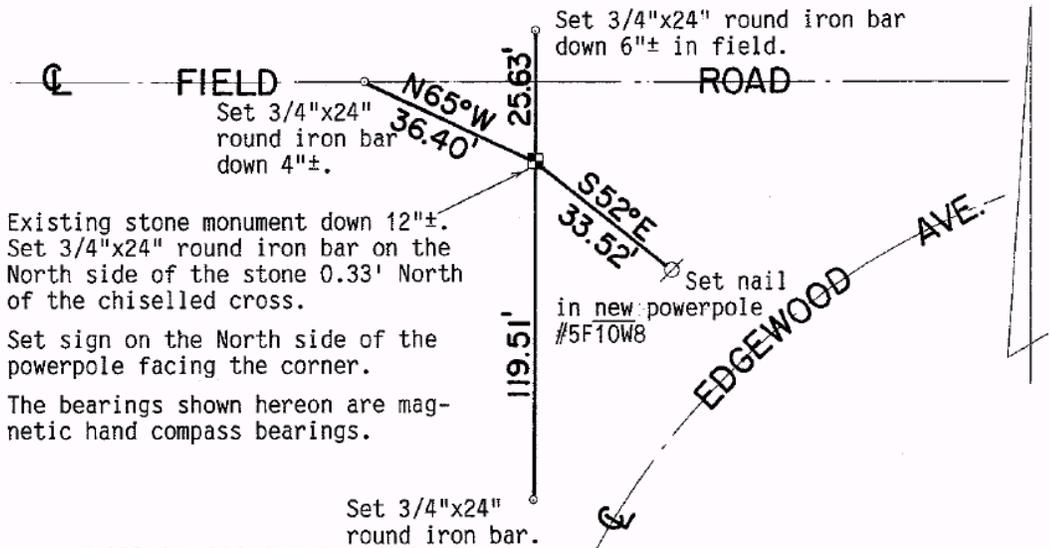 Set 3/4"x24" round iron bar
down 6"± in field.
℄ FIELD ROAD
25.63'
N65°W
36.40'
Set 3/4"x24"
round iron bar
down 4"±.
S52°E
33.52'
Existing stone monument down 12"±.
Set 3/4"x24" round iron bar on the
North side of the stone 0.33' North
of the chiselled cross.
Set nail
in new powerpole
#5F10W8
EDGEWOOD AVE.
Set sign on the North side of the
powerpole facing the corner.
119.51'
The bearings shown hereon are mag-
netic hand compass bearings.
Set 3/4"x24"
round iron bar.
℄